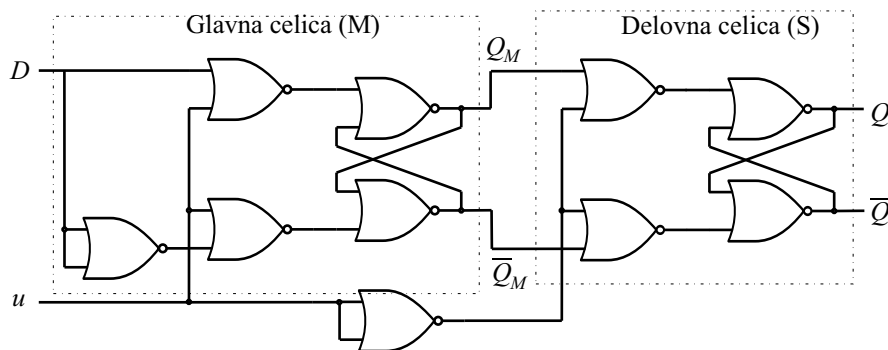 Glavna celica (M)
Delovna celica (S)
D
Q_M
Q
Q̅
Q̅_M
u